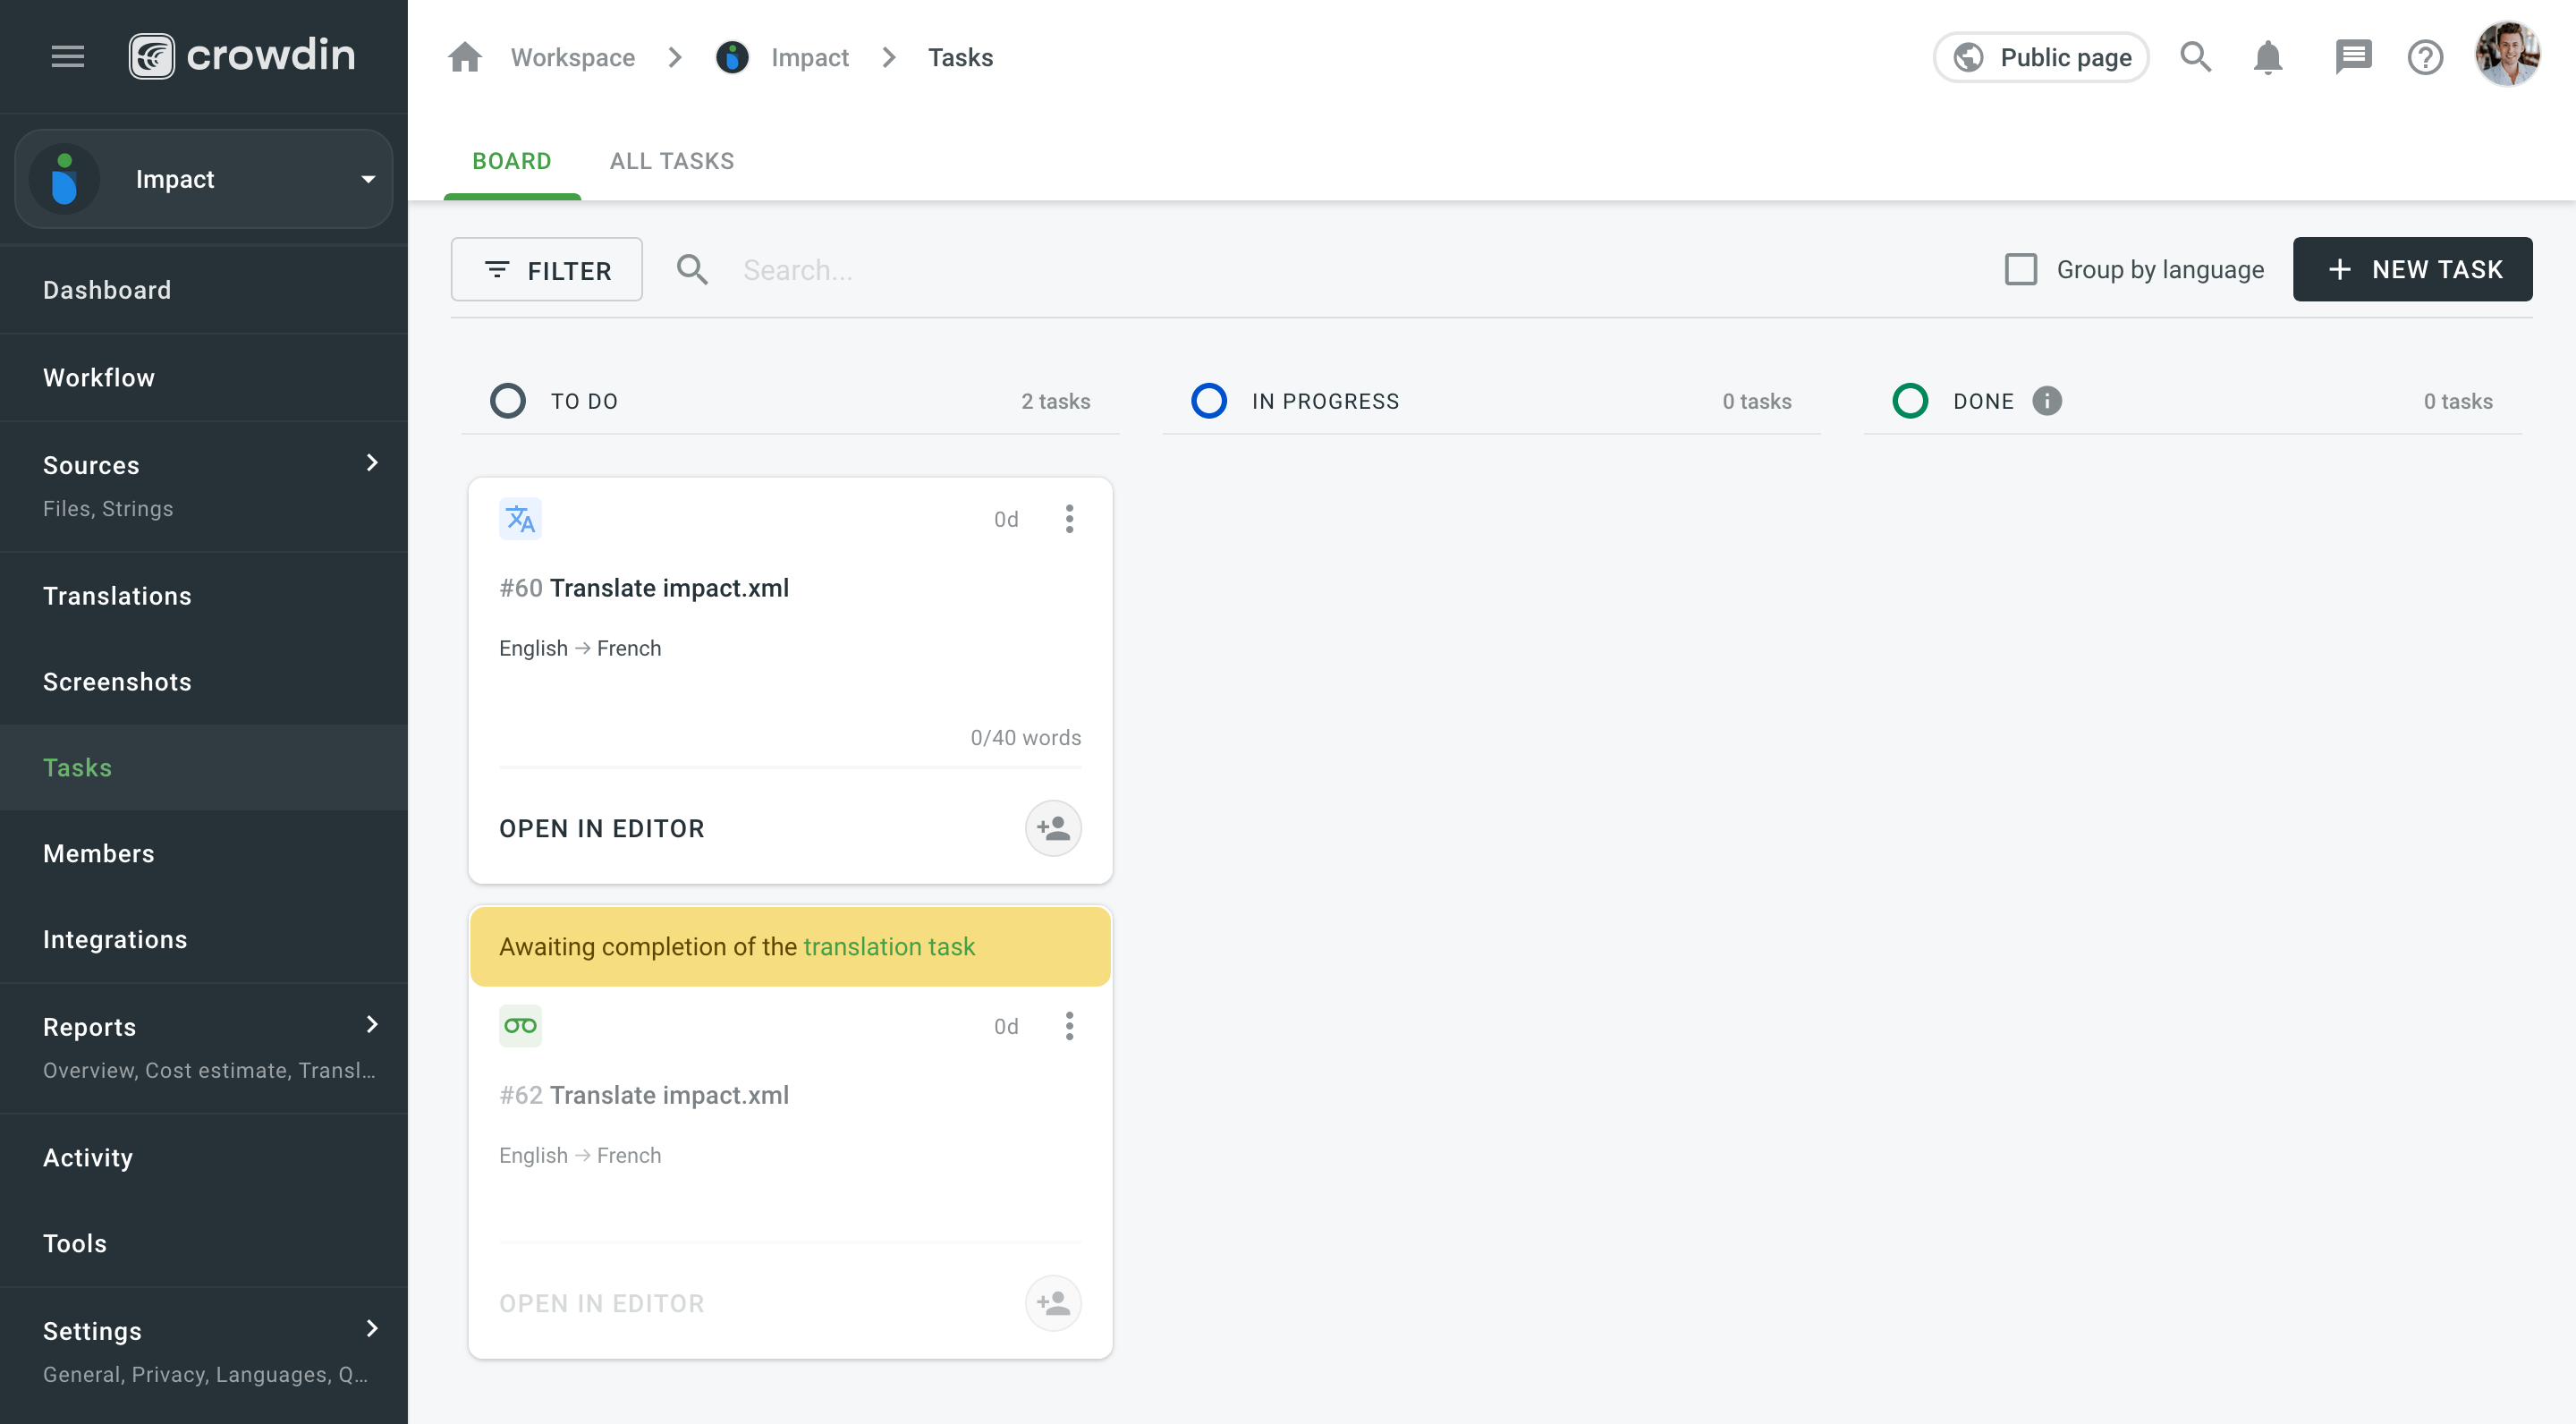 crowdin
Impact
Dashboard
Workflow
Sources
Files, Strings
Translations
Screenshots
Tasks
Members
Integrations
Reports
Overview, Cost estimate, Transl...
Activity
Tools
Settings
General, Privacy, Languages, Q...
Workspace
Impact
Tasks
Public page
BOARD
ALL TASKS
FILTER
Search...
Group by language
NEW TASK
TO DO
2 tasks
0d
#60 Translate impact.xml
English → French
0/40 words
OPEN IN EDITOR
Awaiting completion of the translation task
0d
#62 Translate impact.xml
English → French
OPEN IN EDITOR
IN PROGRESS
0 tasks
DONE
0 tasks